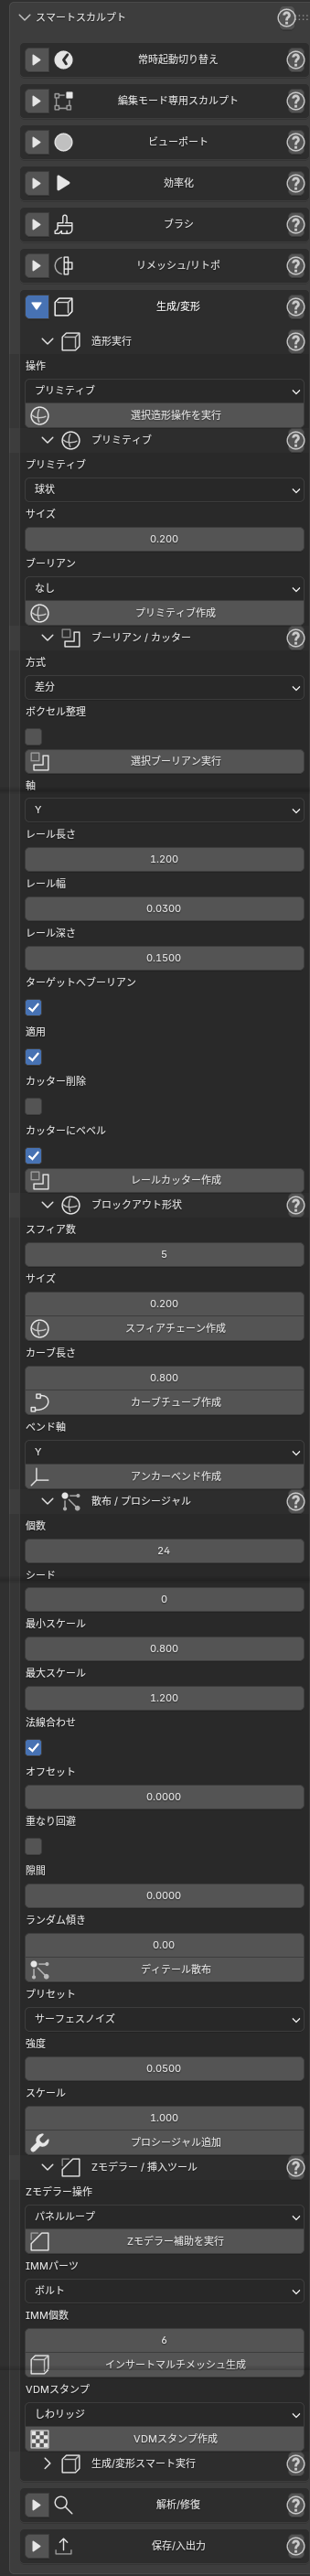 スマートスカルプト
常時起動切り替え
編集モード専用スカルプト
ビューポート
効率化
ブラシ
リメッシュ/リトポ
生成/変形
造形実行
操作
プリミティブ
選択造形操作を実行
プリミティブ
プリミティブ
球状
サイズ
0.200
ブーリアン
なし
プリミティブ作成
ブーリアン / カッター
方式
差分
ボクセル整理
選択ブーリアン実行
軸
Y
レール長さ
1.200
レール幅
0.0300
レール深さ
0.1500
ターゲットへブーリアン
適用
カッター削除
カッターにベベル
レールカッター作成
ブロックアウト形状
スフィア数
5
サイズ
0.200
スフィアチェーン作成
カーブ長さ
0.800
カーブチューブ作成
ベンド軸
Y
アンカーベンド作成
散布 / プロシージャル
個数
24
シード
0
最小スケール
0.800
最大スケール
1.200
法線合わせ
オフセット
0.0000
重なり回避
隙間
0.0000
ランダム傾き
0.00
ディテール散布
プリセット
サーフェスノイズ
強度
0.0500
スケール
1.000
プロシージャル追加
Zモデラー / 挿入ツール
Zモデラー操作
パネルループ
Zモデラー補助を実行
IMMパーツ
ボルト
IMM個数
6
インサートマルチメッシュ生成
VDMスタンプ
しわリッジ
VDMスタンプ作成
生成/変形スマート実行
解析/修復
保存/入出力